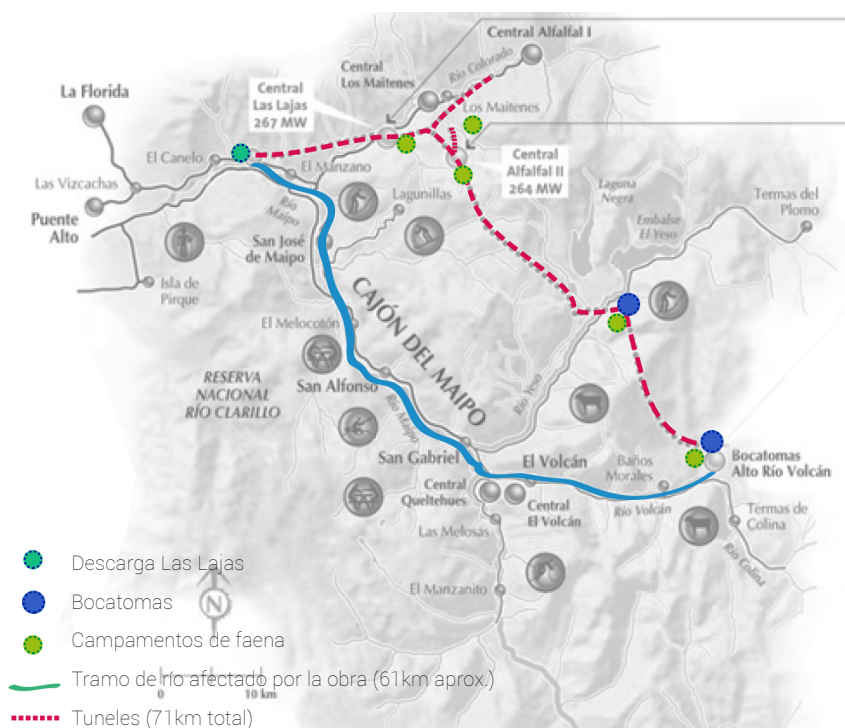 Central Alfalfal I
Central
Los Maitenes
Río Colorado
La Florida
Central
Las Lajas
267 MW
Los Maitenes
El Canelo
El Manzano
Central
Alfalfal II
264 MW
Las Vizcachas
Lagunillas
Laguna
Negra
Termas del
Plomo
Puente
Alto
Río
Maipo
Embalse
El Yeso
San José
de Maipo
Isla de
Pirque
CAJÓN DEL MAIPO
El Melocotón
RESERVA
NACIONAL
RÍO CLARILLO
San Alfonso
Río Yeso
Río Maipo
San Gabriel
El Volcán
Baños
Morales
Bocatomas
Alto Río Volcán
Central
Queltehues
Central
El Volcán
Río Volcán
Termas de
Colina
Las Melosas
Río Colina
El Manzanito
Descarga Las Lajas
Bocatomas
N
Campamentos de faena
Tramo de río afectado por la obra (61km aprox.)
0 10 km
Tuneles (71km total)